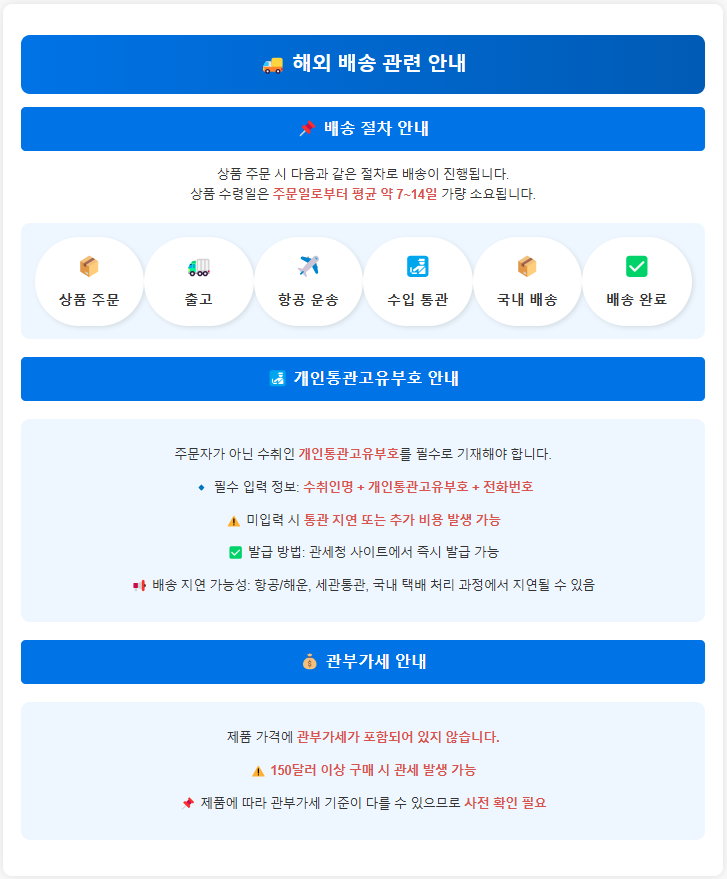 🚚 해외 배송 관련 안내
📌 배송 절차 안내
상품 주문 시 다음과 같은 절차로 배송이 진행됩니다.
상품 수령일은 주문일로부터 평균 약 7~14일 가량 소요됩니다.
📦 상품 주문
🚛 출고
✈️ 항공 운송
🛃 수입 통관
📦 국내 배송
✅ 배송 완료
🛃 개인통관고유부호 안내
주문자가 아닌 수취인 개인통관고유부호를 필수로 기재해야 합니다.
🔹 필수 입력 정보: 수취인명 + 개인통관고유부호 + 전화번호
⚠️ 미입력 시 통관 지연 또는 추가 비용 발생 가능
✅ 발급 방법: 관세청 사이트에서 즉시 발급 가능
📢 배송 지연 가능성: 항공/해운, 세관통관, 국내 택배 처리 과정에서 지연될 수 있음
💰 관부가세 안내
제품 가격에 관부가세가 포함되어 있지 않습니다.
⚠️ 150달러 이상 구매 시 관세 발생 가능
📌 제품에 따라 관부가세 기준이 다를 수 있으므로 사전 확인 필요